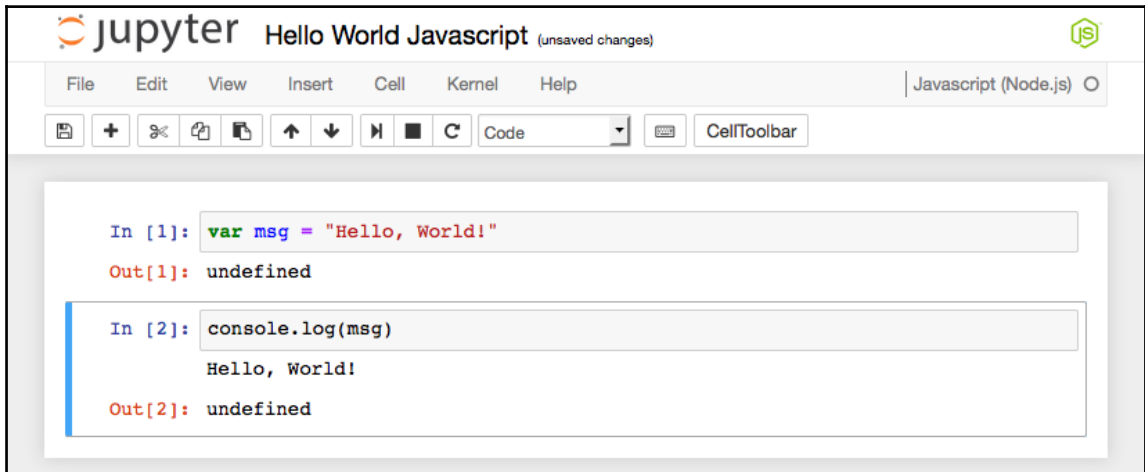 jupyter Hello World Javascript (unsaved changes) JS
File Edit View Insert Cell Kernel Help Javascript (Node.js)
Code CellToolbar
In [1]: var msg = "Hello, World!"
Out[1]: undefined
In [2]: console.log(msg)
Hello, World!
Out[2]: undefined